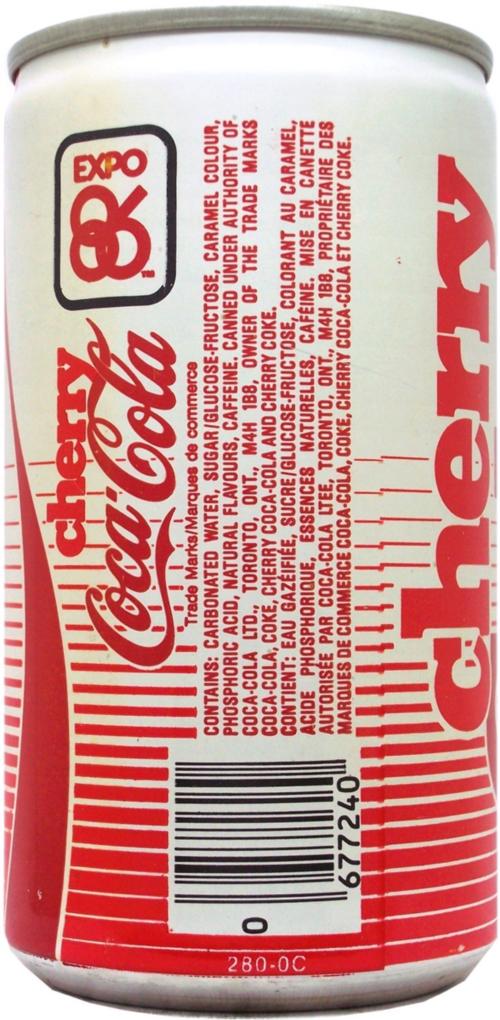 EXPO
86
TM
cherry
Coca-Cola
Trade Marks/Marques de commerce
CONTAINS: CARBONATED WATER, SUGAR/GLUCOSE-FRUCTOSE, CARAMEL COLOUR,
PHOSPHORIC ACID, NATURAL FLAVOURS, CAFFEINE. CANNED UNDER AUTHORITY OF
COCA-COLA LTD., TORONTO, ONT., M4H 1B8, OWNER OF THE TRADE MARKS
COCA-COLA, COKE, CHERRY COCA-COLA AND CHERRY COKE.
CONTIENT: EAU GAZÉIFIÉE, SUCRE/GLUCOSE-FRUCTOSE, COLORANT AU CARAMEL,
ACIDE PHOSPHORIQUE, ESSENCES NATURELLES, CAFÉINE. MISE EN CANETTE
AUTORISÉE PAR COCA-COLA LTEE, TORONTO, ONT., M4H 1B8, PROPRIÉTAIRE DES
MARQUES DE COMMERCE COCA-COLA, COKE, CHERRY COCA-COLA ET CHERRY COKE.
cherry
0 677240
280-OC